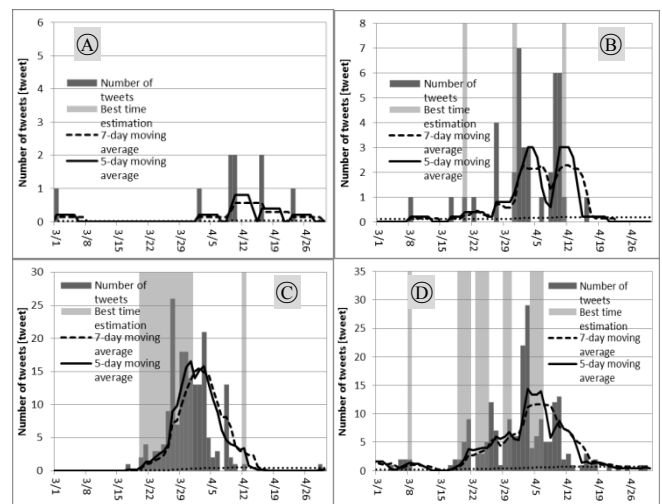 Ⓐ
Number of tweets [tweet]
6
5
4
3
2
1
0
Number of
tweets
Best time
estimation
7-day moving
average
5-day moving
average
3/1
3/8
3/15
3/22
3/29
4/5
4/12
4/19
4/26
Ⓑ
Number of tweets [tweet]
8
7
6
5
4
3
2
1
0
Number of
tweets
Best time
estimation
7-day moving
average
5-day moving
average
3/1
3/8
3/15
3/22
3/29
4/5
4/12
4/19
4/26
Ⓒ
Number of tweets [tweet]
30
25
20
15
10
5
0
Number of
tweets
Best time
estimation
7-day moving
average
5-day moving
average
3/1
3/8
3/15
3/22
3/29
4/5
4/12
4/19
4/26
Ⓓ
Number of tweets [tweet]
35
30
25
20
15
10
5
0
Number of
tweets
Best time
estimation
7-day moving
average
5-day moving
average
3/1
3/8
3/15
3/22
3/29
4/5
4/12
4/19
4/26